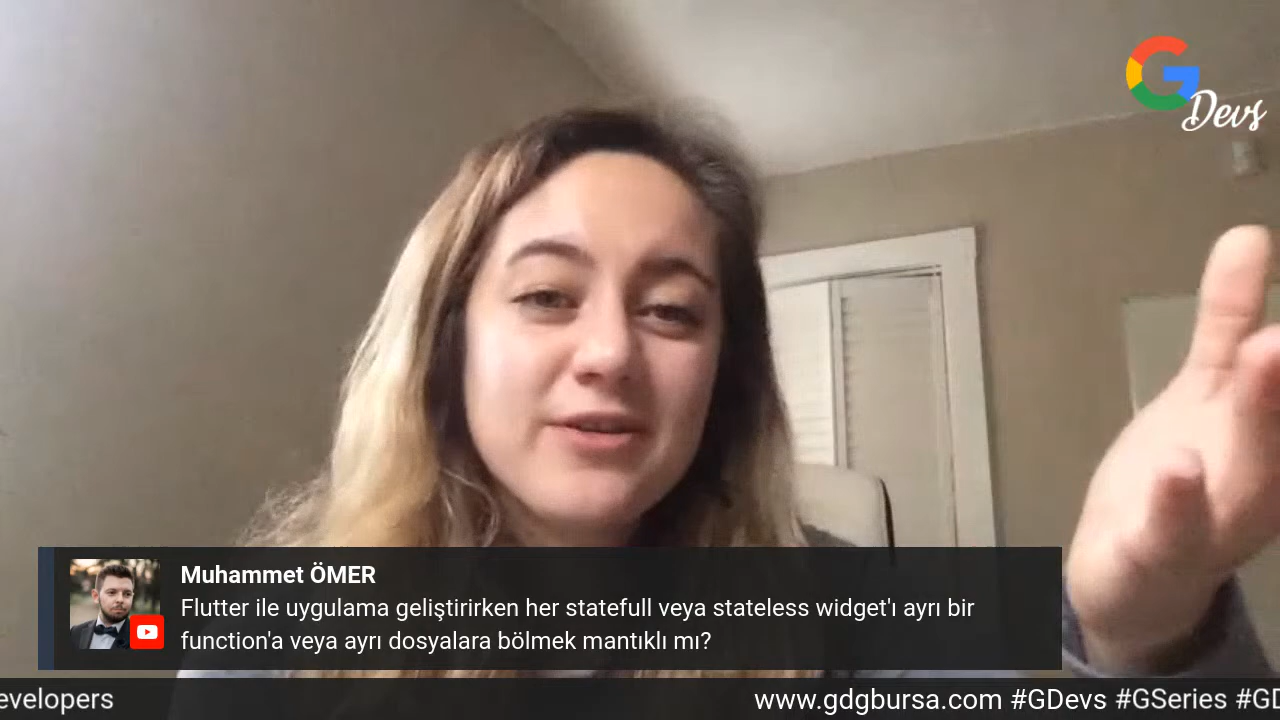 G
Devs
Muhammet ÖMER
Flutter ile uygulama geliştirirken her statefull veya stateless widget'ı ayrı bir
function'a veya ayrı dosyalara bölmek mantıklı mı?
evelopers
www.gdgbursa.com #GDevs #GSeries #GD